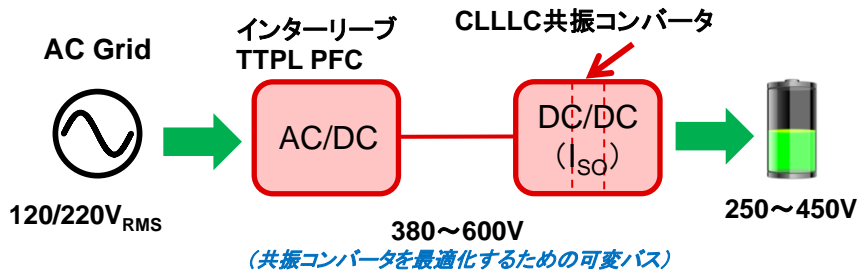 インターリーブ
TTPL PFC
CLLLC共振コンバータ
AC Grid
AC/DC
DC/DC
（ISO）
120/220VRMS
380～600V
250～450V
（共振コンバータを最適化するための可変バス）